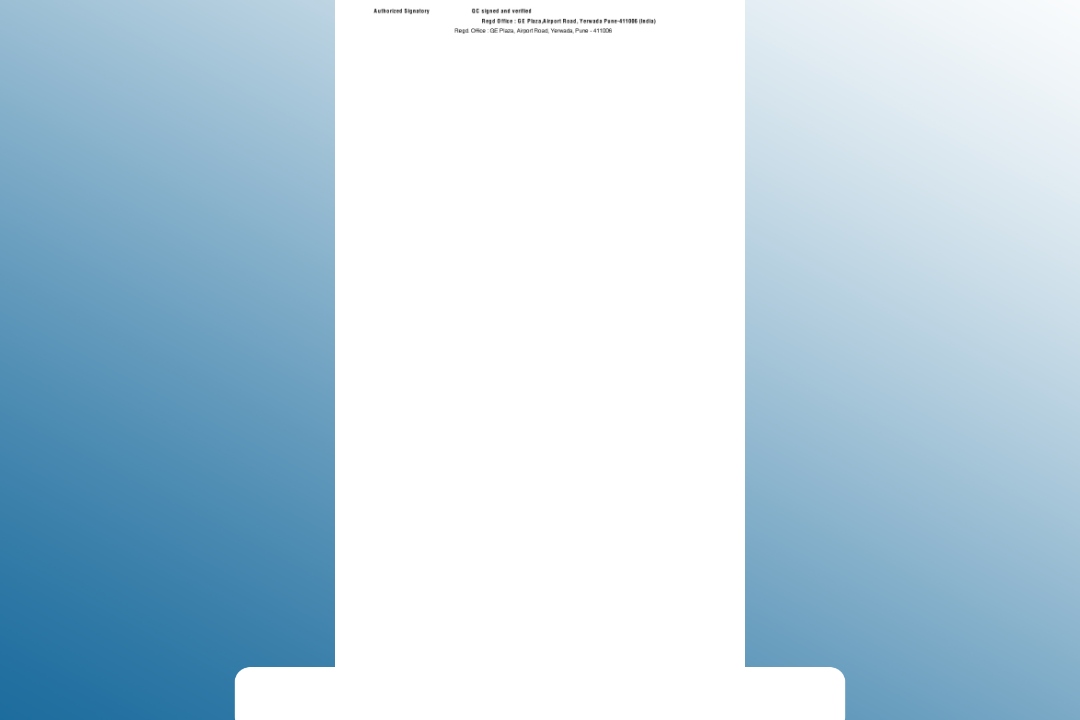 Authorized Signatory GC signed and verified
Regd Office : GE Plaza,Airport Road, Yerwada Pune-411006 (India)
Regd. Office : GE Plaza, Airport Road, Yerwada, Pune - 411006